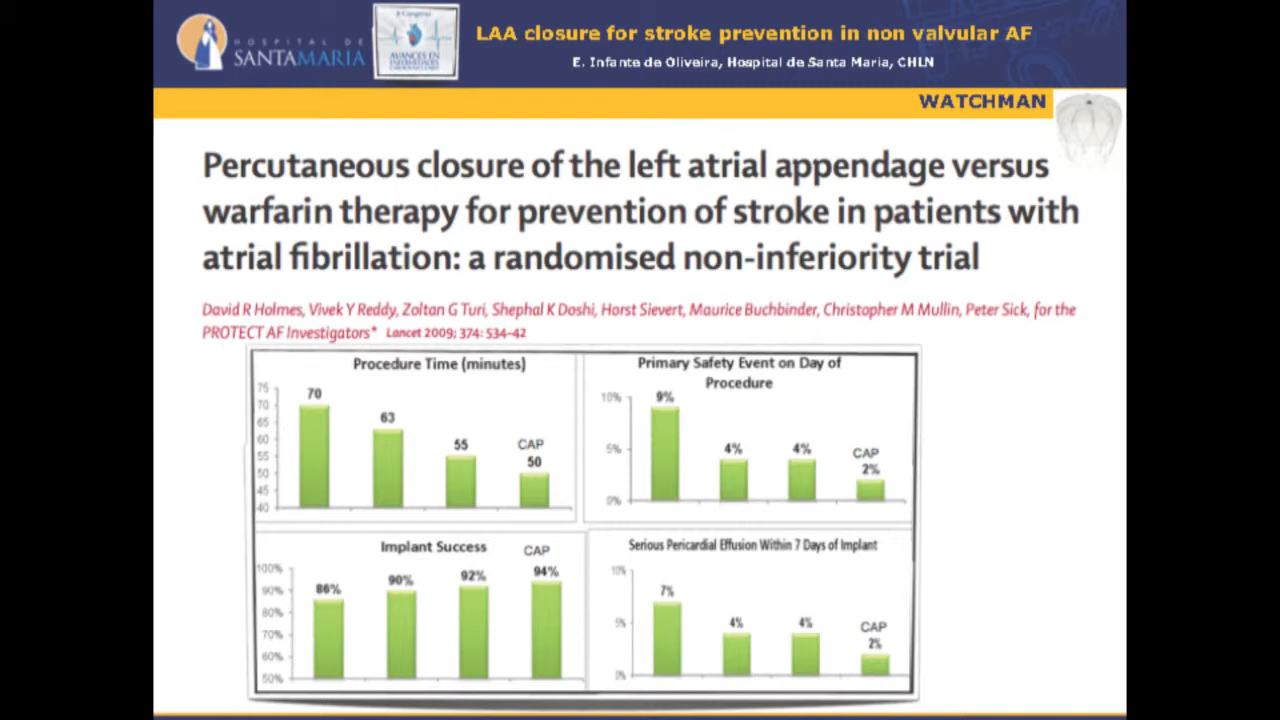 HOSPITAL DE
SANTAMARIA
II Congreso
AVANCES EN
ENFERMEDADES
LAA closure for stroke prevention in non valvular AF
E. Infante de Oliveira, Hospital de Santa Maria, CHLN
WATCHMAN
Percutaneous closure of the left atrial appendage versus
warfarin therapy for prevention of stroke in patients with
atrial fibrillation: a randomised non-inferiority trial
David R Holmes, Vivek Y Reddy, Zoltan G Turi, Shephal K Doshi, Horst Sievert, Maurice Buchbinder, Christopher M Mullin, Peter Sick, for the
PROTECT AF Investigators* Lancet 2009; 374: 534–42
Procedure Time (minutes)
75
70
65
60
55
50
45
40
70
63
55
CAP
50
Primary Safety Event on Day of
Procedure
10%
5%
0%
9%
4%
4%
CAP
2%
Implant Success
100%
90%
80%
70%
60%
50%
86%
90%
92%
CAP
94%
Serious Pericardial Effusion Within 7 Days of Implant
10%
5%
0%
7%
4%
4%
CAP
2%